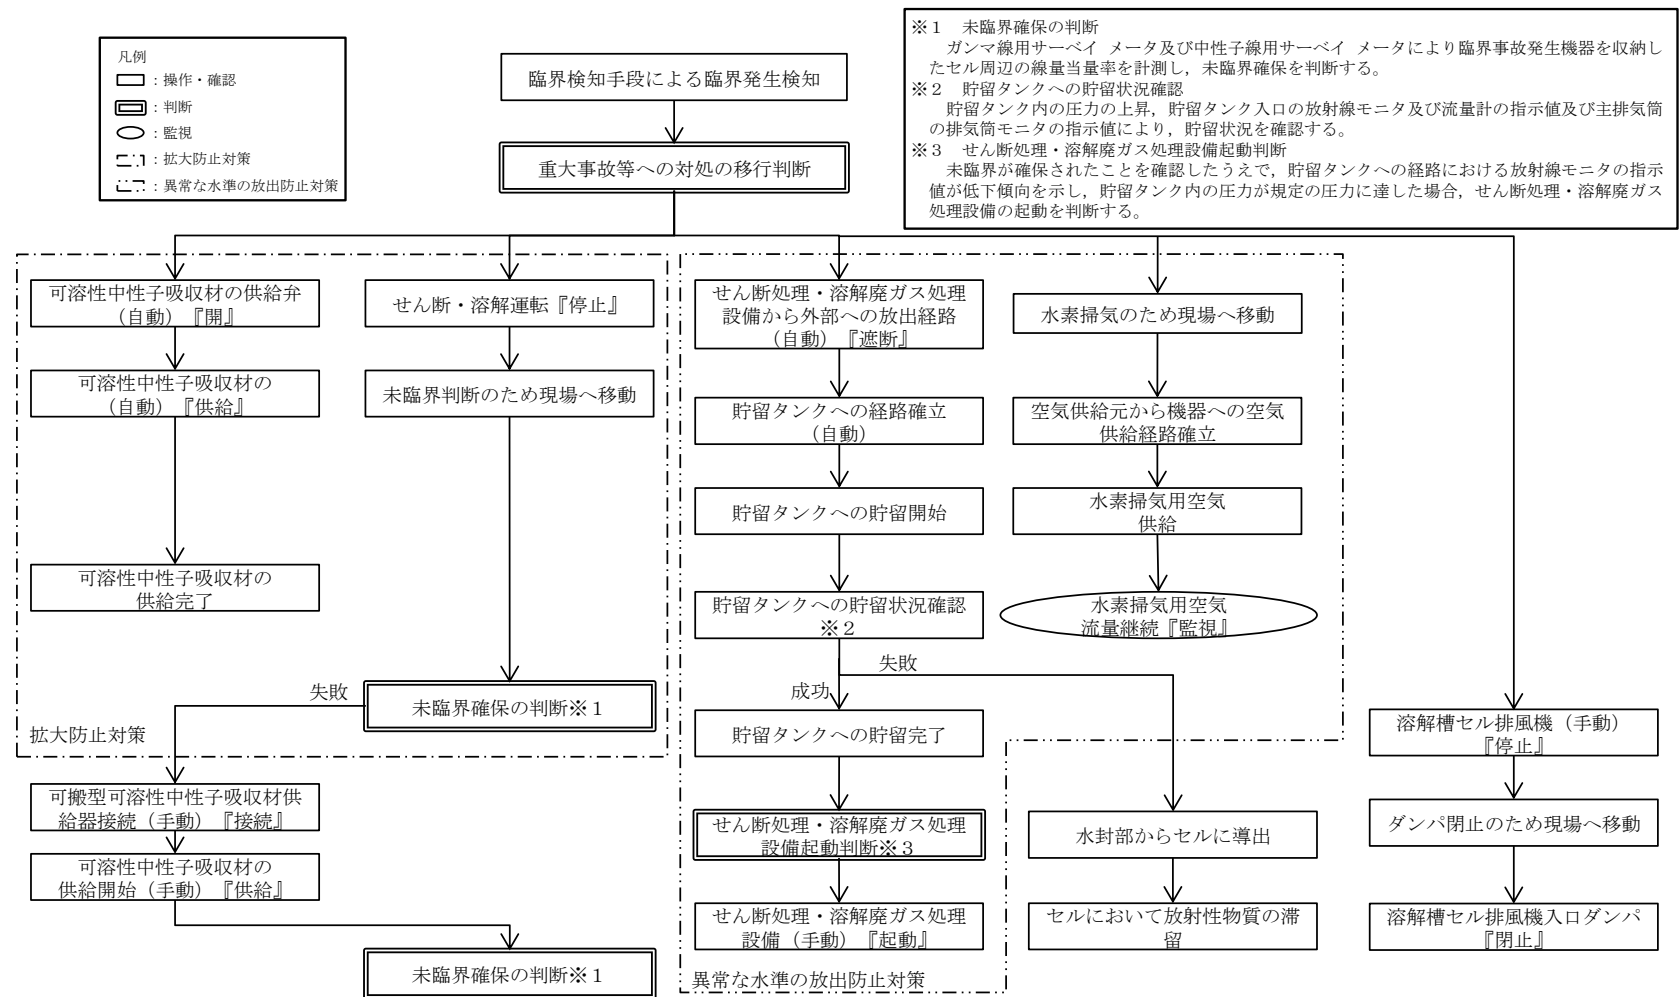 凡例
：操作・確認
：判断
：監視
：拡大防止対策
：異常な水準の放出防止対策
※１　未臨界確保の判断
ガンマ線用サーベイ メータ及び中性子線用サーベイ メータにより臨界事故発生機器を収納し
たセル周辺の線量当量率を計測し，未臨界確保を判断する。
※２　貯留タンクへの貯留状況確認
貯留タンク内の圧力の上昇，貯留タンク入口の放射線モニタ及び流量計の指示値及び主排気筒
の排気筒モニタの指示値により，貯留状況を確認する。
※３　せん断処理・溶解廃ガス処理設備起動判断
未臨界が確保されたことを確認したうえで，貯留タンクへの経路における放射線モニタの指示
値が低下傾向を示し，貯留タンク内の圧力が規定の圧力に達した場合，せん断処理・溶解廃ガス
処理設備の起動を判断する。
臨界検知手段による臨界発生検知
重大事故等への対処の移行判断
可溶性中性子吸収材の供給弁
（自動）『開』
可溶性中性子吸収材の
（自動）『供給』
可溶性中性子吸収材の
供給完了
せん断・溶解運転『停止』
未臨界判断のため現場へ移動
失敗
未臨界確保の判断※１
拡大防止対策
可搬型可溶性中性子吸収材供
給器接続（手動）『接続』
可溶性中性子吸収材の
供給開始（手動）『供給』
未臨界確保の判断※１
せん断処理・溶解廃ガス処理
設備から外部への放出経路
（自動）『遮断』
貯留タンクへの経路確立
（自動）
貯留タンクへの貯留開始
貯留タンクへの貯留状況確認
※２
失敗
成功
貯留タンクへの貯留完了
せん断処理・溶解廃ガス処理
設備起動判断※３
せん断処理・溶解廃ガス処理
設備（手動）『起動』
異常な水準の放出防止対策
水素掃気のため現場へ移動
空気供給元から機器への空気
供給経路確立
水素掃気用空気
供給
水素掃気用空気
流量継続『監視』
水封部からセルに導出
セルにおいて放射性物質の滞
留
溶解槽セル排風機（手動）
『停止』
ダンパ閉止のため現場へ移動
溶解槽セル排風機入口ダンパ
『閉止』